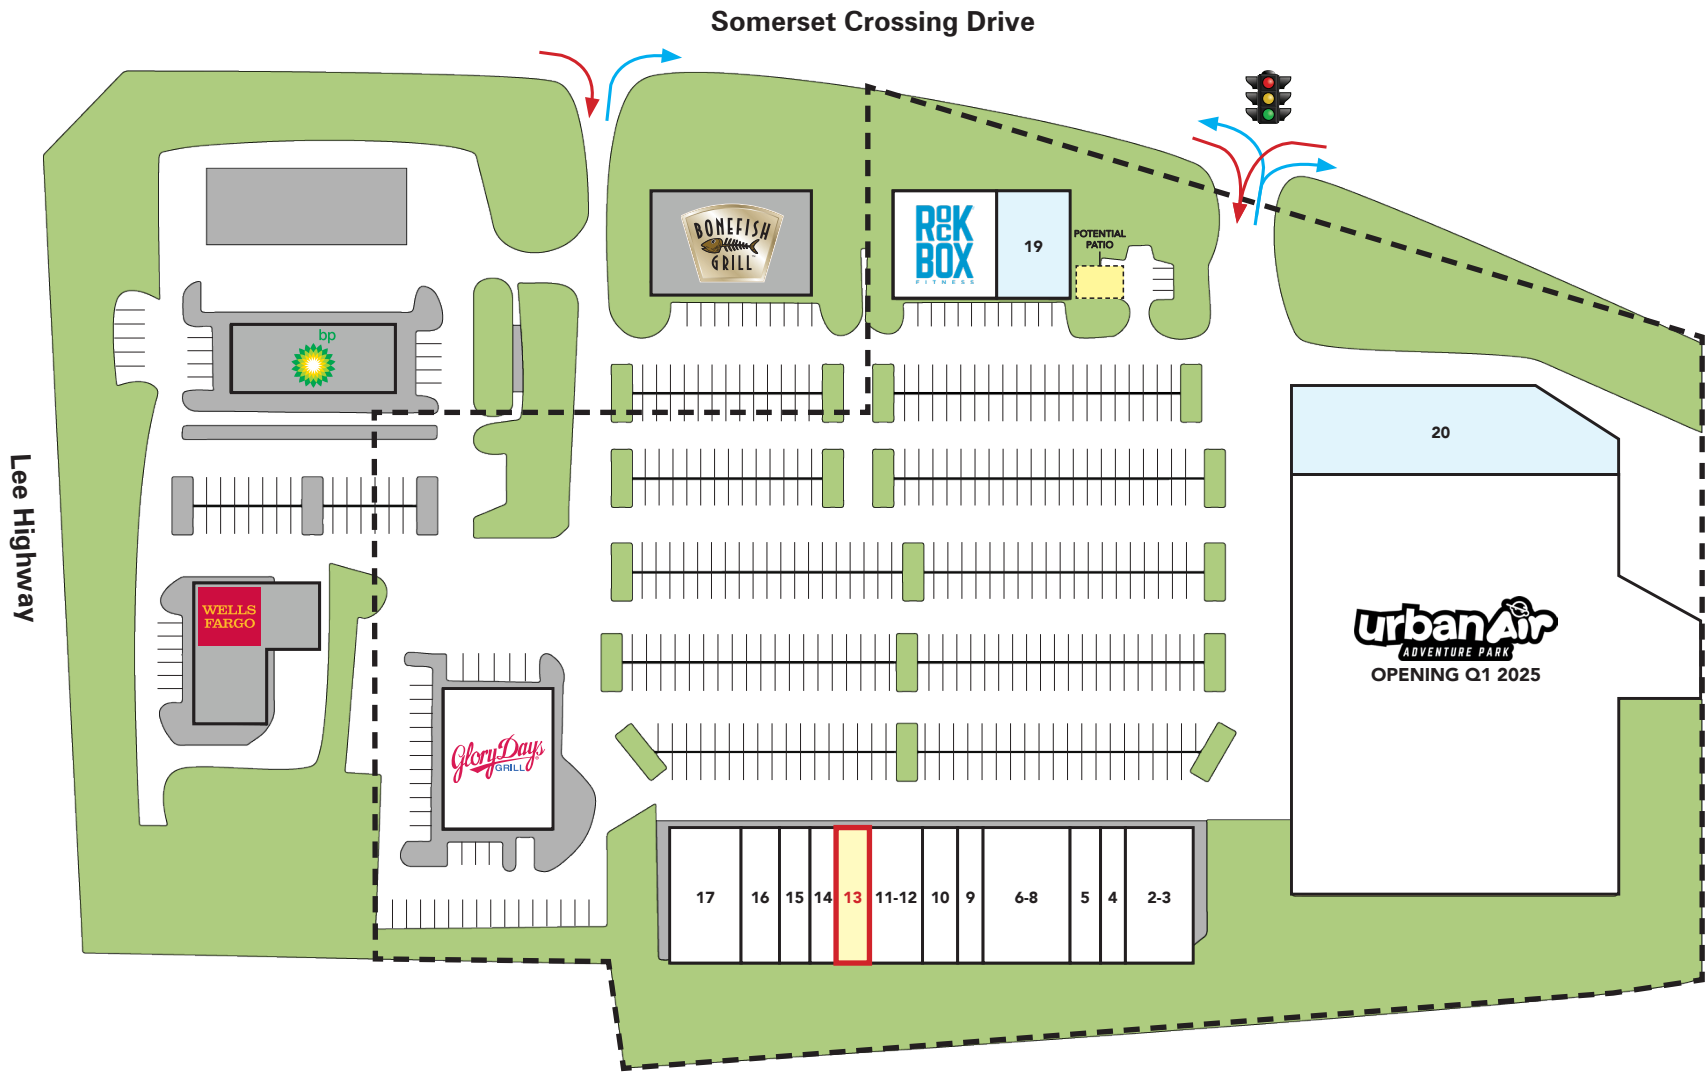 Somerset Crossing Drive
BONEFISH
GRILL
ROCK
BOX
FITNESS
19
POTENTIAL
PATIO
bp
20
Lee Highway
WELLS
FARGO
urban Air
ADVENTURE PARK
OPENING Q1 2025
Glory Days
GRILL
17
16
15
14
13
11-12
10
9
6-8
5
4
2-3